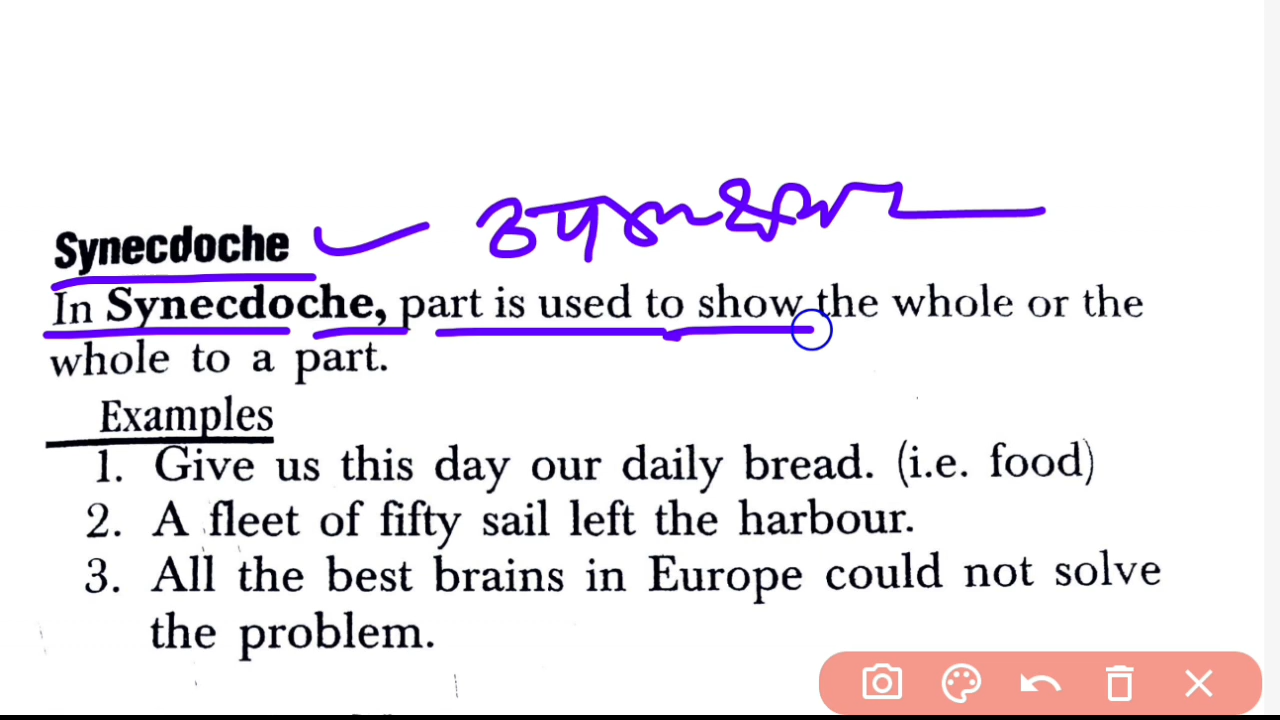 Synecdoche
In Synecdoche, part is used to show the whole or the
whole to a part.
Examples
1. Give us this day our daily bread. (i.e. food)
2. A fleet of fifty sail left the harbour.
3. All the best brains in Europe could not solve
the problem.